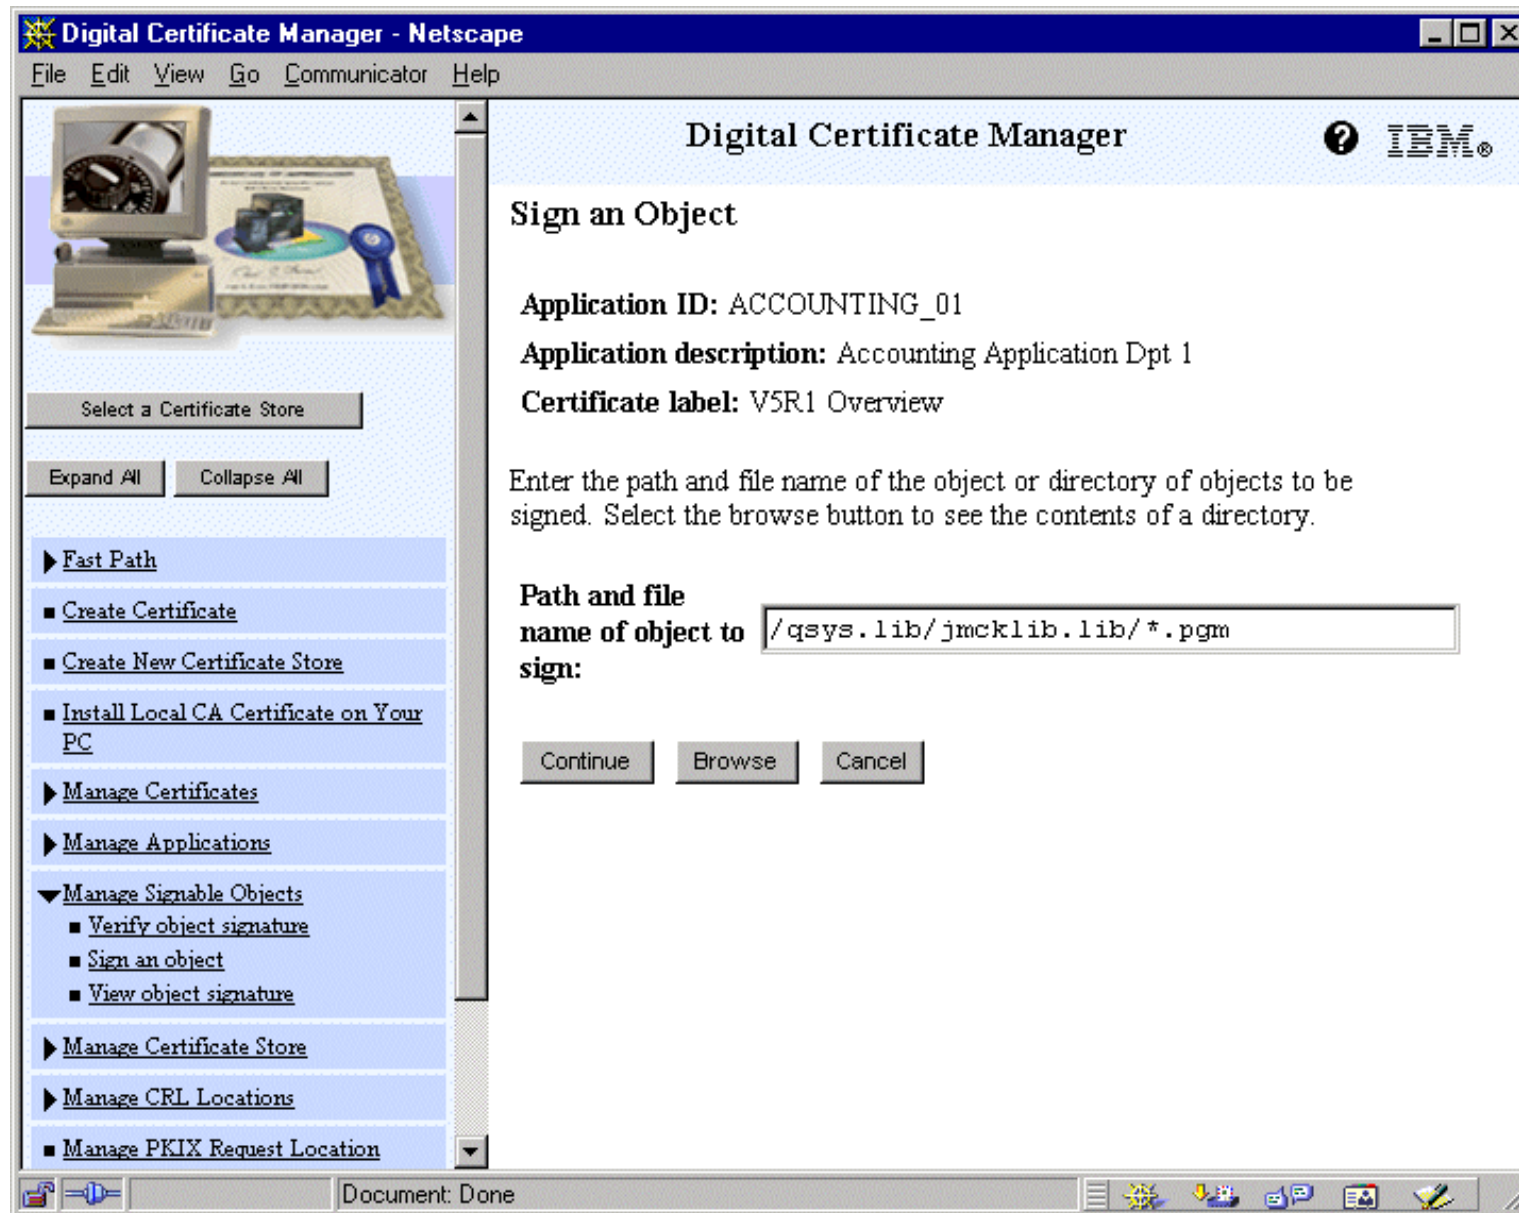 Digital Certificate Manager - Netscape
File Edit View Go Communicator Help
Select a Certificate Store
Expand All Collapse All
Fast Path
Create Certificate
Create New Certificate Store
Install Local CA Certificate on Your
PC
Manage Certificates
Manage Applications
Manage Signable Objects
Verify object signature
Sign an object
View object signature
Manage Certificate Store
Manage CRL Locations
Manage PKIX Request Location
Digital Certificate Manager
? IBM®
Sign an Object
Application ID: ACCOUNTING_01
Application description: Accounting Application Dpt 1
Certificate label: V5R1 Overview
Enter the path and file name of the object or directory of objects to be
signed. Select the browse button to see the contents of a directory.
Path and file
name of object to
sign:
/qsys.lib/jmcklib.lib/*.pgm
Continue Browse Cancel
Document: Done